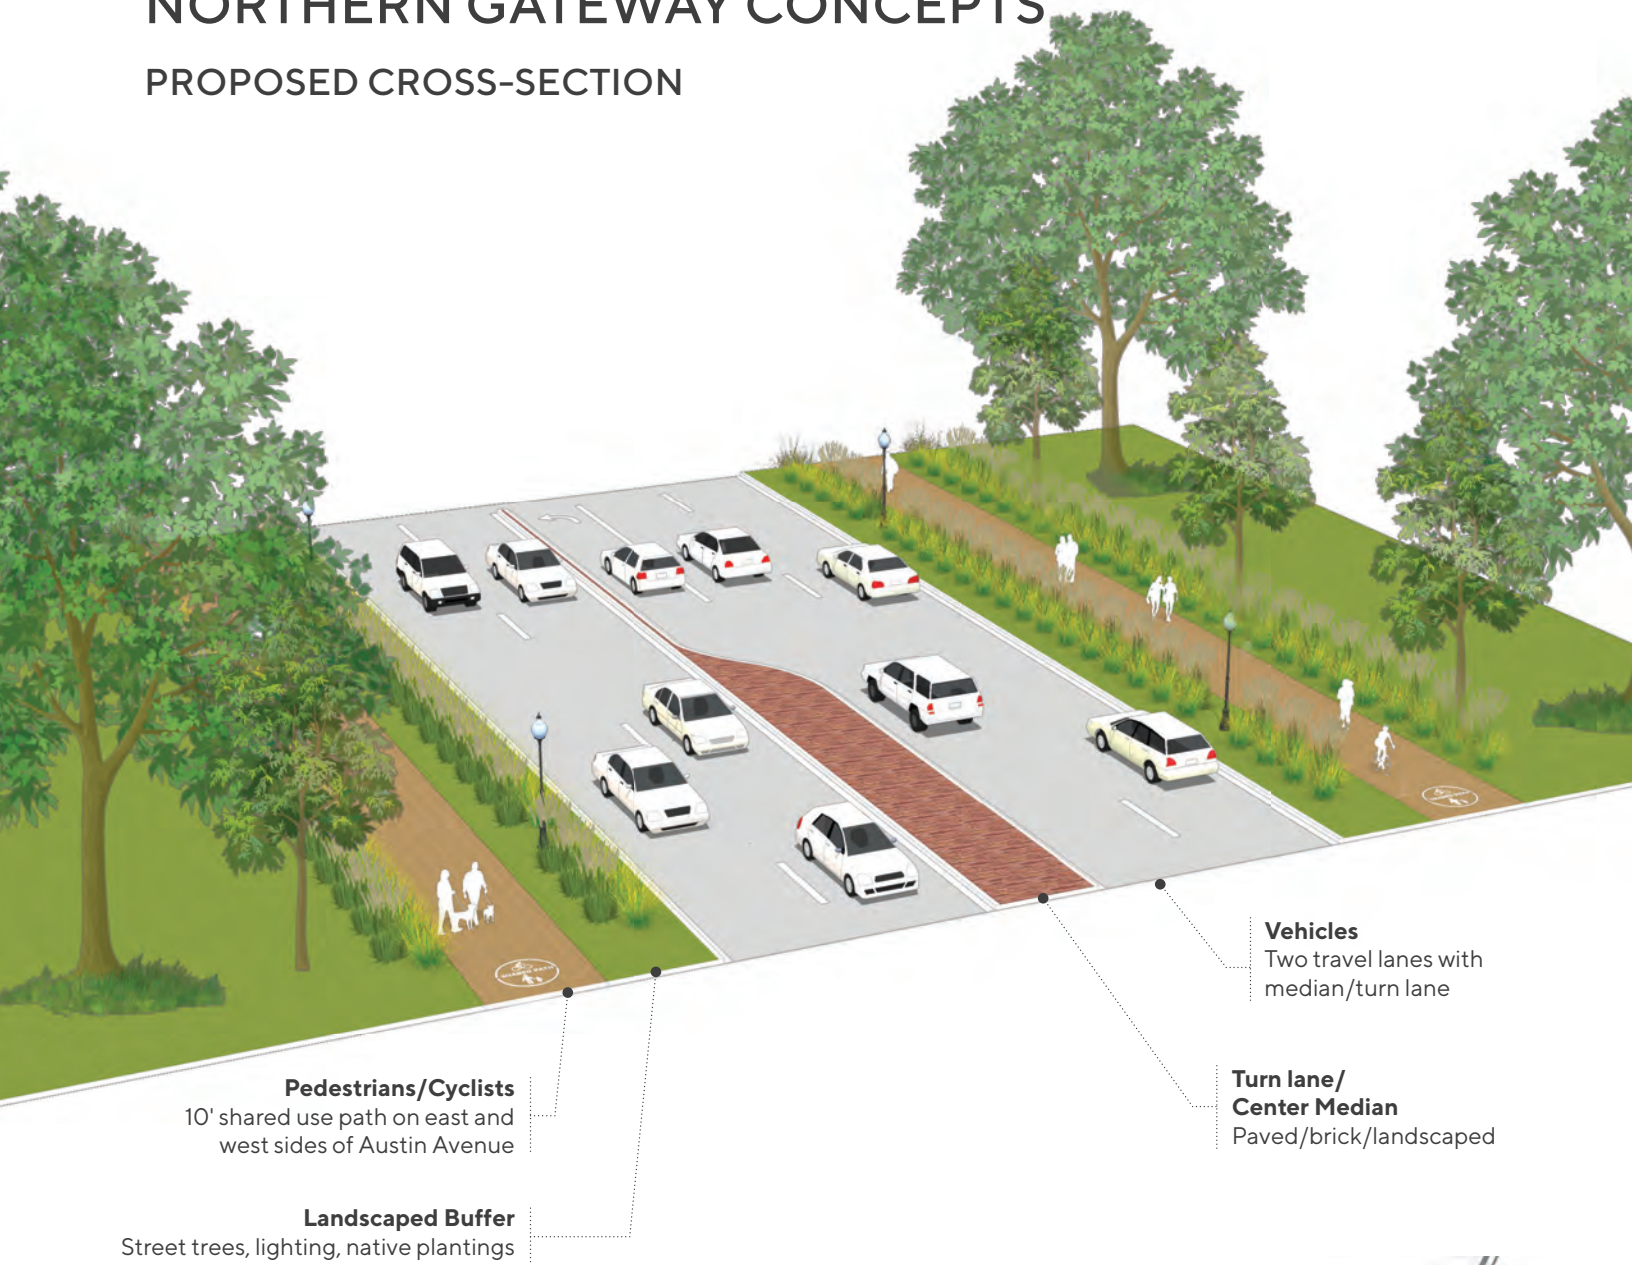 NORTHERN GATEWAY CONCEPTS
PROPOSED CROSS-SECTION
Vehicles
Two travel lanes with
median/turn lane
Turn lane/
Center Median
Paved/brick/landscaped
Pedestrians/Cyclists
10' shared use path on east and
west sides of Austin Avenue
Landscaped Buffer
Street trees, lighting, native plantings